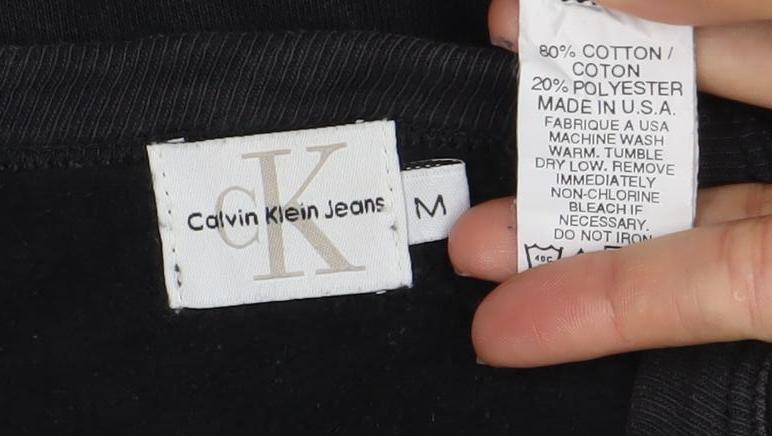 CK
Calvin Klein Jeans
M
80% COTTON /
COTON
20% POLYESTER
MADE IN U.S.A.
FABRIQUE A USA
MACHINE WASH
WARM. TUMBLE
DRY LOW. REMOVE
IMMEDIATELY
NON-CHLORINE
BLEACH IF
NECESSARY.
DO NOT IRON
40C